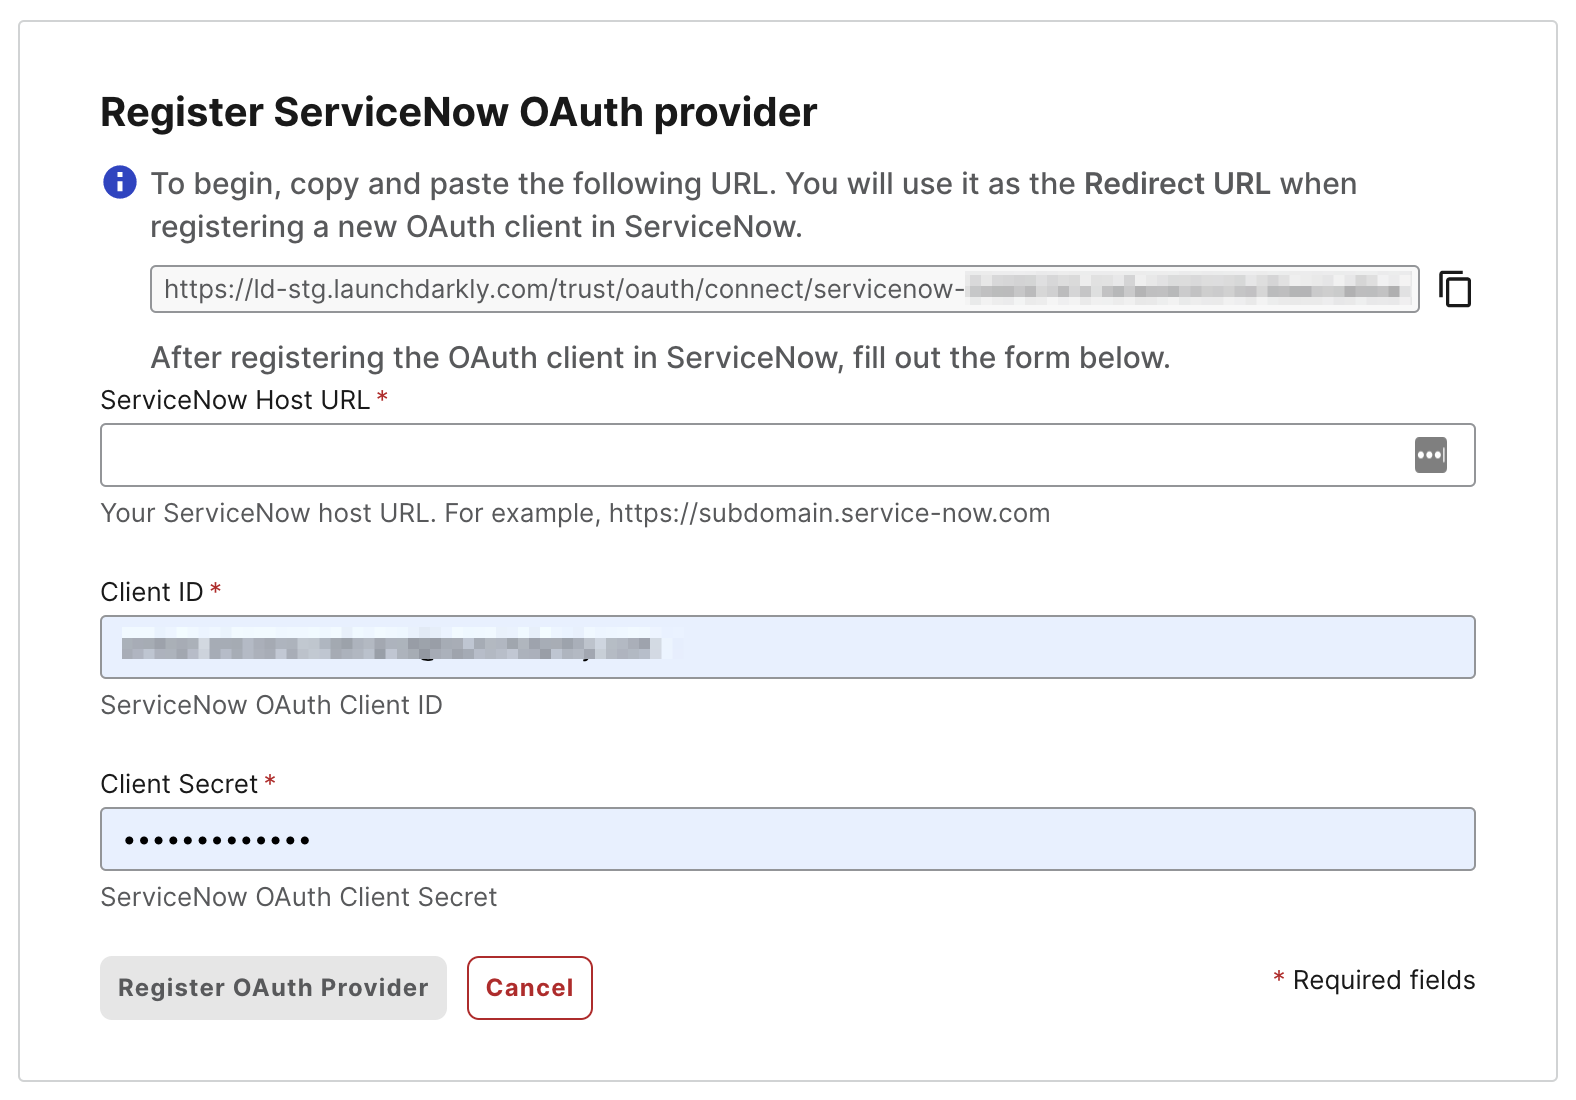 Register ServiceNow OAuth provider
To begin, copy and paste the following URL. You will use it as the Redirect URL when
registering a new OAuth client in ServiceNow.
https://ld-stg.launchdarkly.com/trust/oauth/connect/servicenow-
After registering the OAuth client in ServiceNow, fill out the form below.
ServiceNow Host URL *
Your ServiceNow host URL. For example, https://subdomain.service-now.com
Client ID *
ServiceNow OAuth Client ID
Client Secret *
•••••••••••••
ServiceNow OAuth Client Secret
Register OAuth Provider Cancel * Required fields